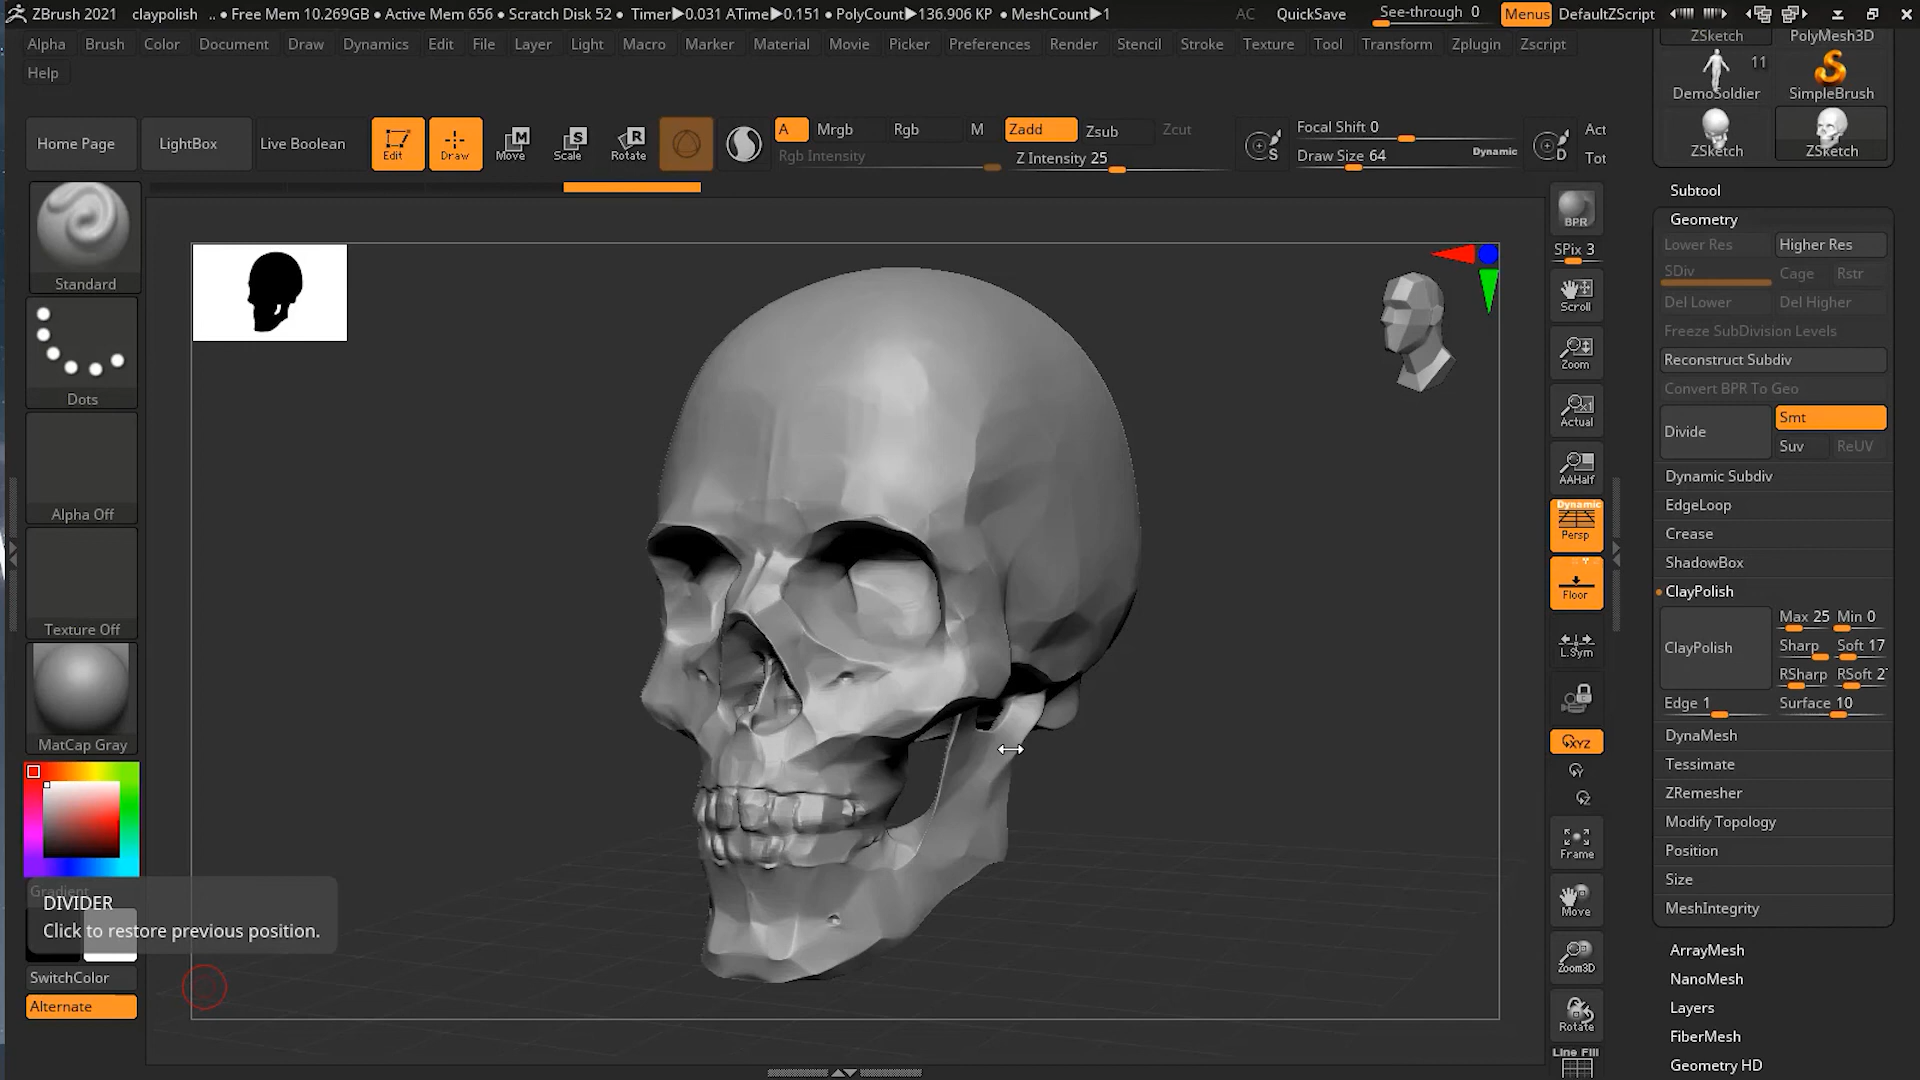 ZBrush 2021 claypolish .. • Free Mem 10.269GB • Active Mem 656 • Scratch Disk 52 • Timer▶0.031 ATime▶0.151 • PolyCount▶136.906 KP • MeshCount▶1 AC QuickSave See-through 0 Menus DefaultZScript
Alpha Brush Color Document Draw Dynamics Edit File Layer Light Macro Marker Material Movie Picker Preferences Render Stencil Stroke Texture Tool Transform Zplugin Zscript
Help
Home Page LightBox Live Boolean Edit Draw Move Scale Rotate
M S R
A Mrgb Rgb M Zadd Zsub Zcut
Rgb Intensity Z Intensity 25
S Focal Shift 0
Draw Size 64 Dynamic
D Act
Tot
Standard
Dots
Alpha Off
Texture Off
MatCap Gray
Gradient
DIVIDER
Click to restore previous position.
SwitchColor
Alternate
BPR
SPix 3
Scroll
Zoom
Actual
AAHalf
Dynamic
Persp
Floor
L.Sym
XYZ
Y
Z
Frame
Move
Zoom3D
Rotate
Line Fill
ZSketch PolyMesh3D
11
DemoSoldier SimpleBrush
ZSketch ZSketch
Subtool
Geometry
Lower Res Higher Res
SDiv Cage Rstr
Del Lower Del Higher
Freeze SubDivision Levels
Reconstruct Subdiv
Convert BPR To Geo
Divide Smt
Suv ReUV
Dynamic Subdiv
EdgeLoop
Crease
ShadowBox
ClayPolish
ClayPolish Max 25 Min 0
Sharp Soft 17
RSharp RSoft
Edge 1 Surface 10
DynaMesh
Tessimate
ZRemesher
Modify Topology
Position
Size
MeshIntegrity
ArrayMesh
NanoMesh
Layers
FiberMesh
Geometry HD